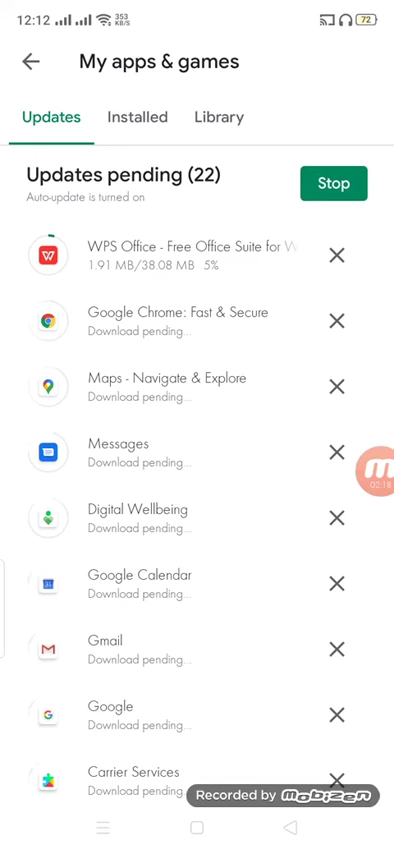 12:12 353 KB/S 72
My apps & games
Updates Installed Library
Updates pending (22)
Stop
Auto-update is turned on
WPS Office - Free Office Suite for W
1.91 MB/38.08 MB 5%
Google Chrome: Fast & Secure
Download pending...
Maps - Navigate & Explore
Download pending...
Messages
Download pending...
02:18
Digital Wellbeing
Download pending...
Google Calendar
Download pending...
Gmail
Download pending...
Google
Download pending...
Carrier Services
Download pending
Recorded by mobizen